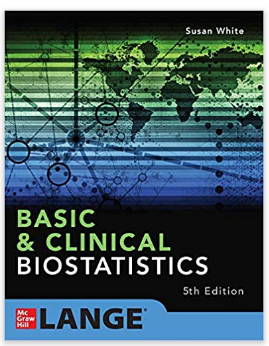 Susan White
BASIC
& CLINICAL
BIOSTATISTICS
5th Edition
Mc
Graw
Hill
LANGE®